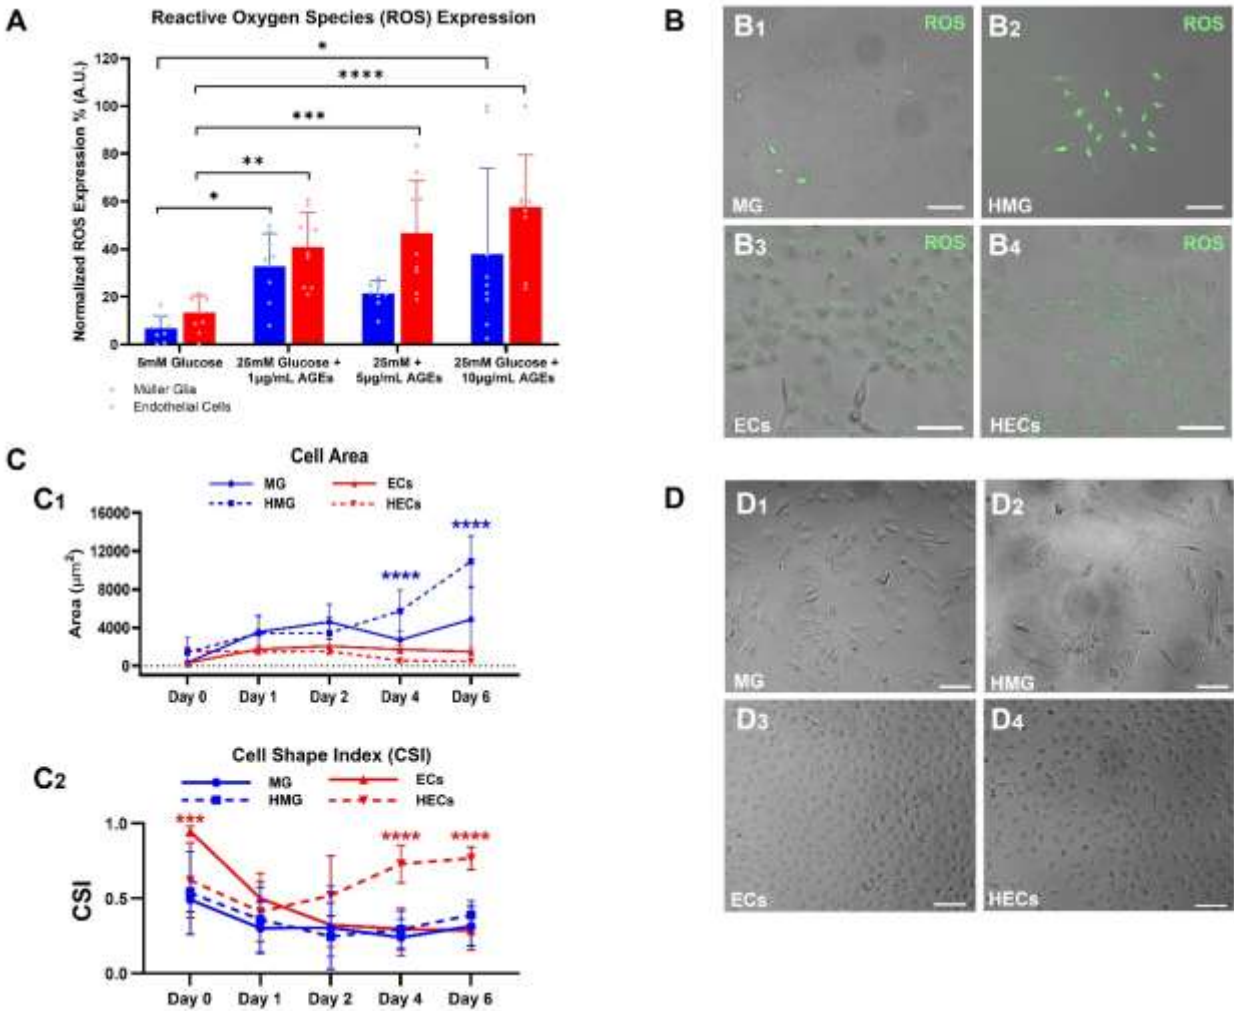 A
Reactive Oxygen Species (ROS) Expression
Normalized ROS Expression % (A.U.)
120
100
80
60
40
20
0
*
****
***
**
*
5mM Glucose
25mM Glucose +
1µg/mL AGEs
25mM +
5µg/mL AGEs
25mM Glucose +
10µg/mL AGEs
Müller Glia
Endothelial Cells
B
B1
ROS
MG
B2
ROS
HMG
B3
ROS
ECs
B4
ROS
HECs
C
C1
Cell Area
MG
ECs
HMG
HECs
Area (µm²)
16000
12000
8000
4000
0
****
****
Day 0
Day 1
Day 2
Day 4
Day 6
C2
Cell Shape Index (CSI)
MG
ECs
HMG
HECs
CSI
1.0
0.5
0.0
***
****
****
Day 0
Day 1
Day 2
Day 4
Day 6
D
D1
MG
D2
HMG
D3
ECs
D4
HECs